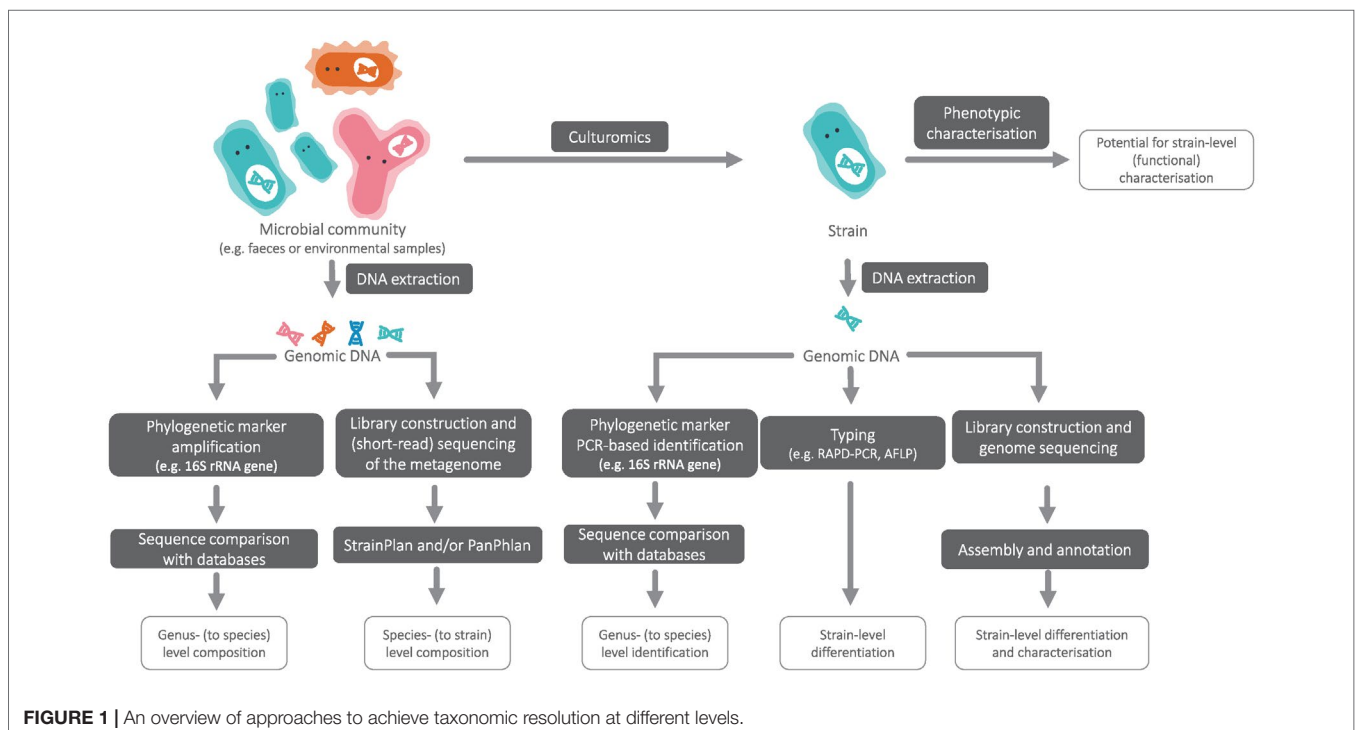 Culturomics
Phenotypic
characterisation
Potential for strain-level
(functional)
characterisation
Microbial community
(e.g. faeces or environmental samples)
Strain
DNA extraction
DNA extraction
Genomic DNA
Genomic DNA
Phylogenetic marker
amplification
(e.g. 16S rRNA gene)
Library construction and
(short-read) sequencing
of the metagenome
Phylogenetic marker
PCR-based identification
(e.g. 16S rRNA gene)
Typing
(e.g. RAPD-PCR, AFLP)
Library construction and
genome sequencing
Sequence comparison
with databases
StrainPlan and/or PanPhlan
Sequence comparison
with databases
Assembly and annotation
Genus- (to species)
level composition
Species- (to strain)
level composition
Genus- (to species)
level identification
Strain-level
differentiation
Strain-level differentiation
and characterisation
FIGURE 1 | An overview of approaches to achieve taxonomic resolution at different levels.